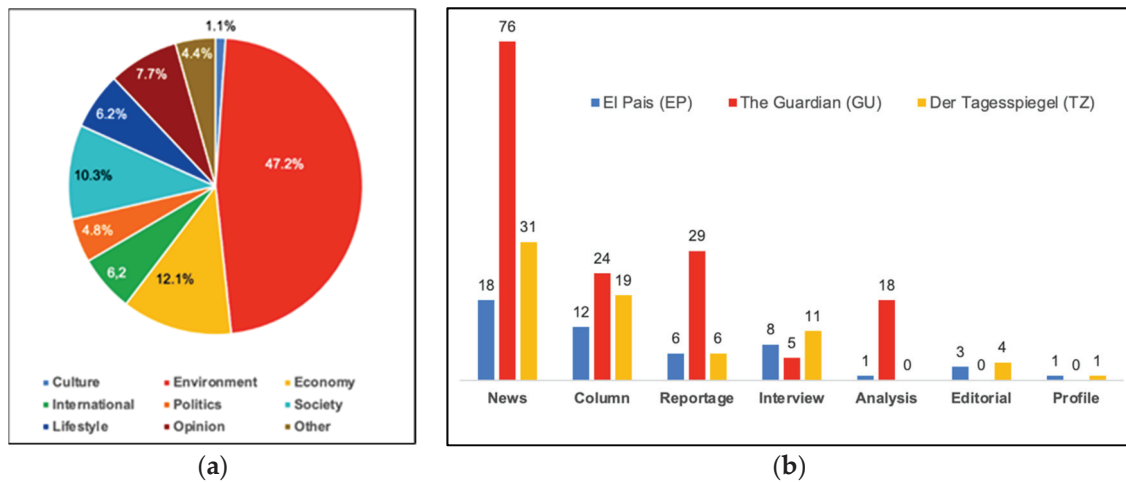 1.1%
4.4%
7.7%
6.2%
47.2%
10.3%
4.8%
6,2
12.1%
Culture Environment Economy
International Politics Society
Lifestyle Opinion Other
(a)
El Pais (EP) The Guardian (GU) Der Tagesspiegel (TZ)
18 76 31
12 24 19
6 29 6
8 5 11
1 18 0
3 0 4
1 0 1
News Column Reportage Interview Analysis Editorial Profile
(b)